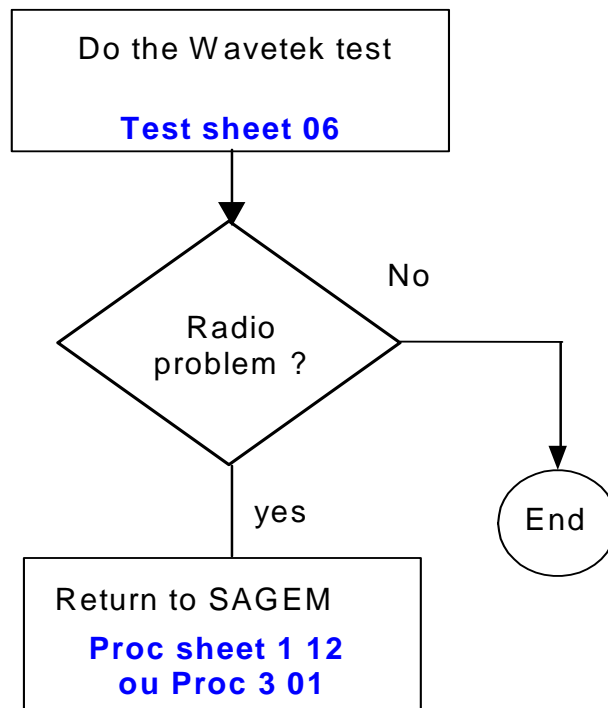 Do the Wavetek test
Test sheet 06
No
Radio
problem ?
yes
End
Return to SAGEM
Proc sheet 1 12
ou Proc 3 01